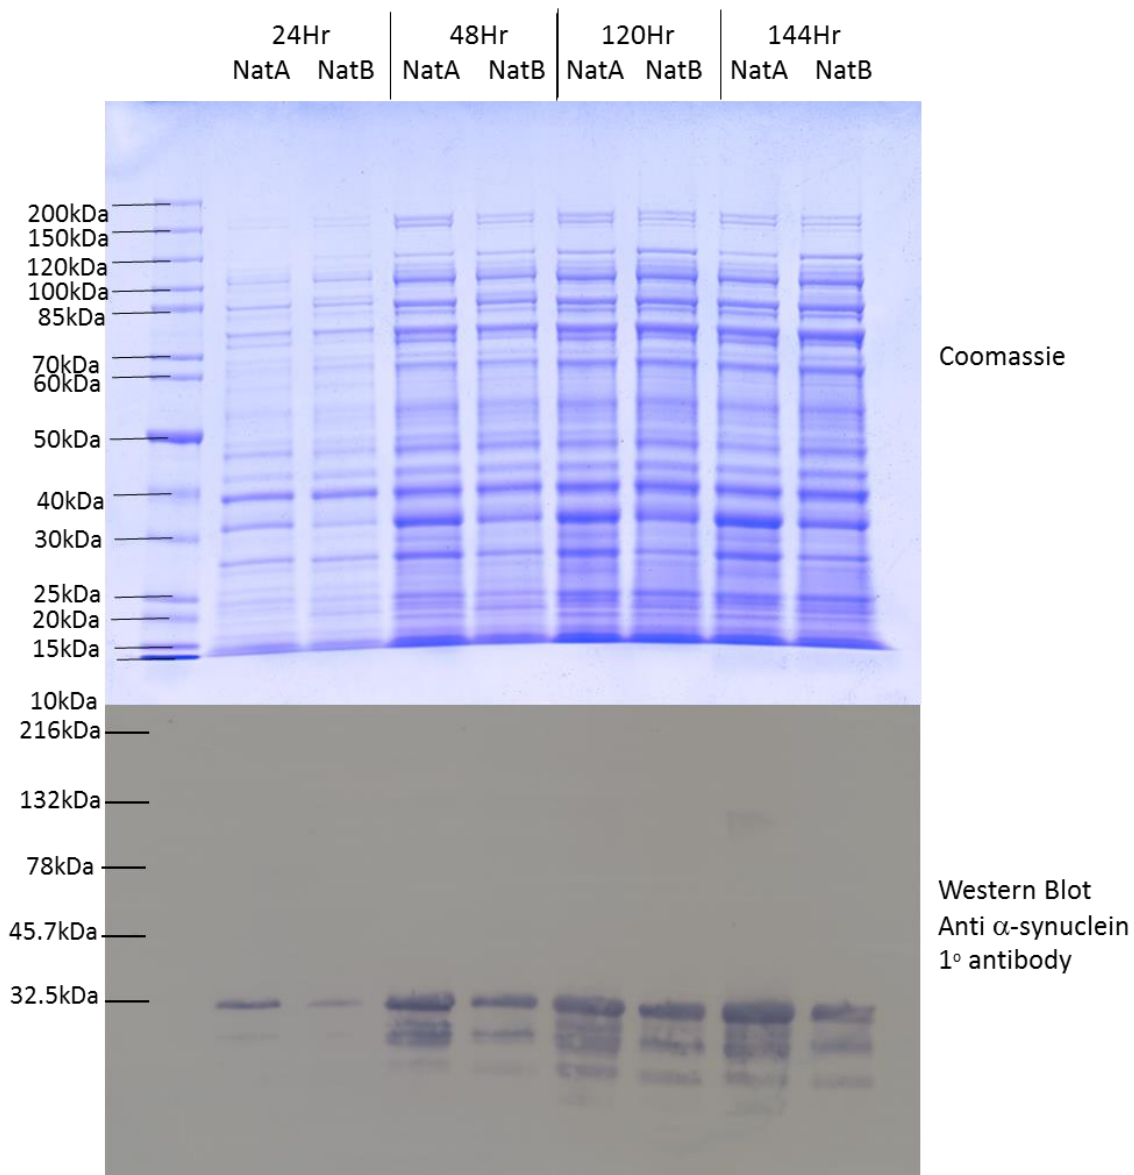 24Hr 48Hr 120Hr 144Hr
NatA NatB NatA NatB NatA NatB NatA NatB
200kDa
150kDa
120kDa
100kDa
85kDa
70kDa
60kDa
50kDa
40kDa
30kDa
25kDa
20kDa
15kDa
10kDa
Coomassie
216kDa
132kDa
78kDa
45.7kDa
32.5kDa
Western Blot
Anti α-synuclein
1° antibody